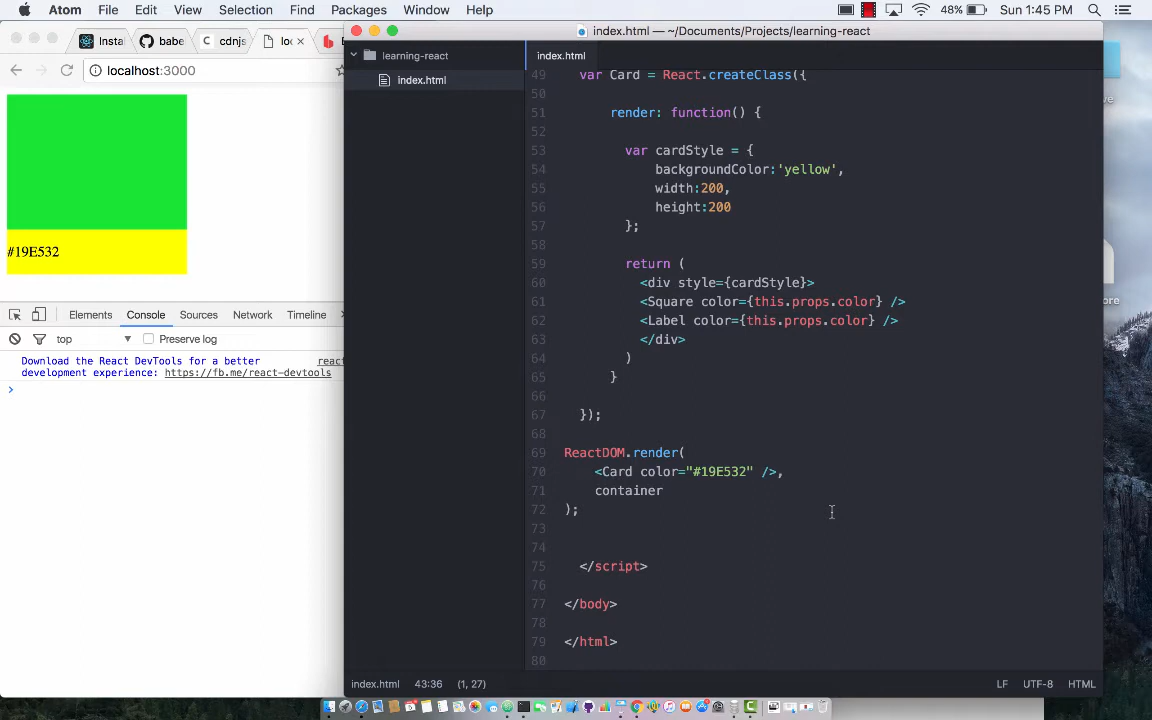 Atom File Edit View Selection Find Packages Window Help 48% Sun 1:45 PM
Instal babe cdnjs loc
index.html — ~/Documents/Projects/learning-react
localhost:3000
learning-react
index.html
index.html
#19E532
Elements Console Sources Network Timeline
top Preserve log
Download the React DevTools for a better react
development experience: https://fb.me/react-devtools
>
49 var Card = React.createClass({
50
51 render: function() {
52
53 var cardStyle = {
54 backgroundColor:'yellow',
55 width:200,
56 height:200
57 };
58
59 return (
60 <div style={cardStyle}>
61 <Square color={this.props.color} />
62 <Label color={this.props.color} />
63 </div>
64 )
65 }
66
67 });
68
69 ReactDOM.render(
70 <Card color="#19E532" />,
71 container
72 );
73
74
75 </script>
76
77 </body>
78
79 </html>
80
index.html 43:36 (1, 27) LF UTF-8 HTML